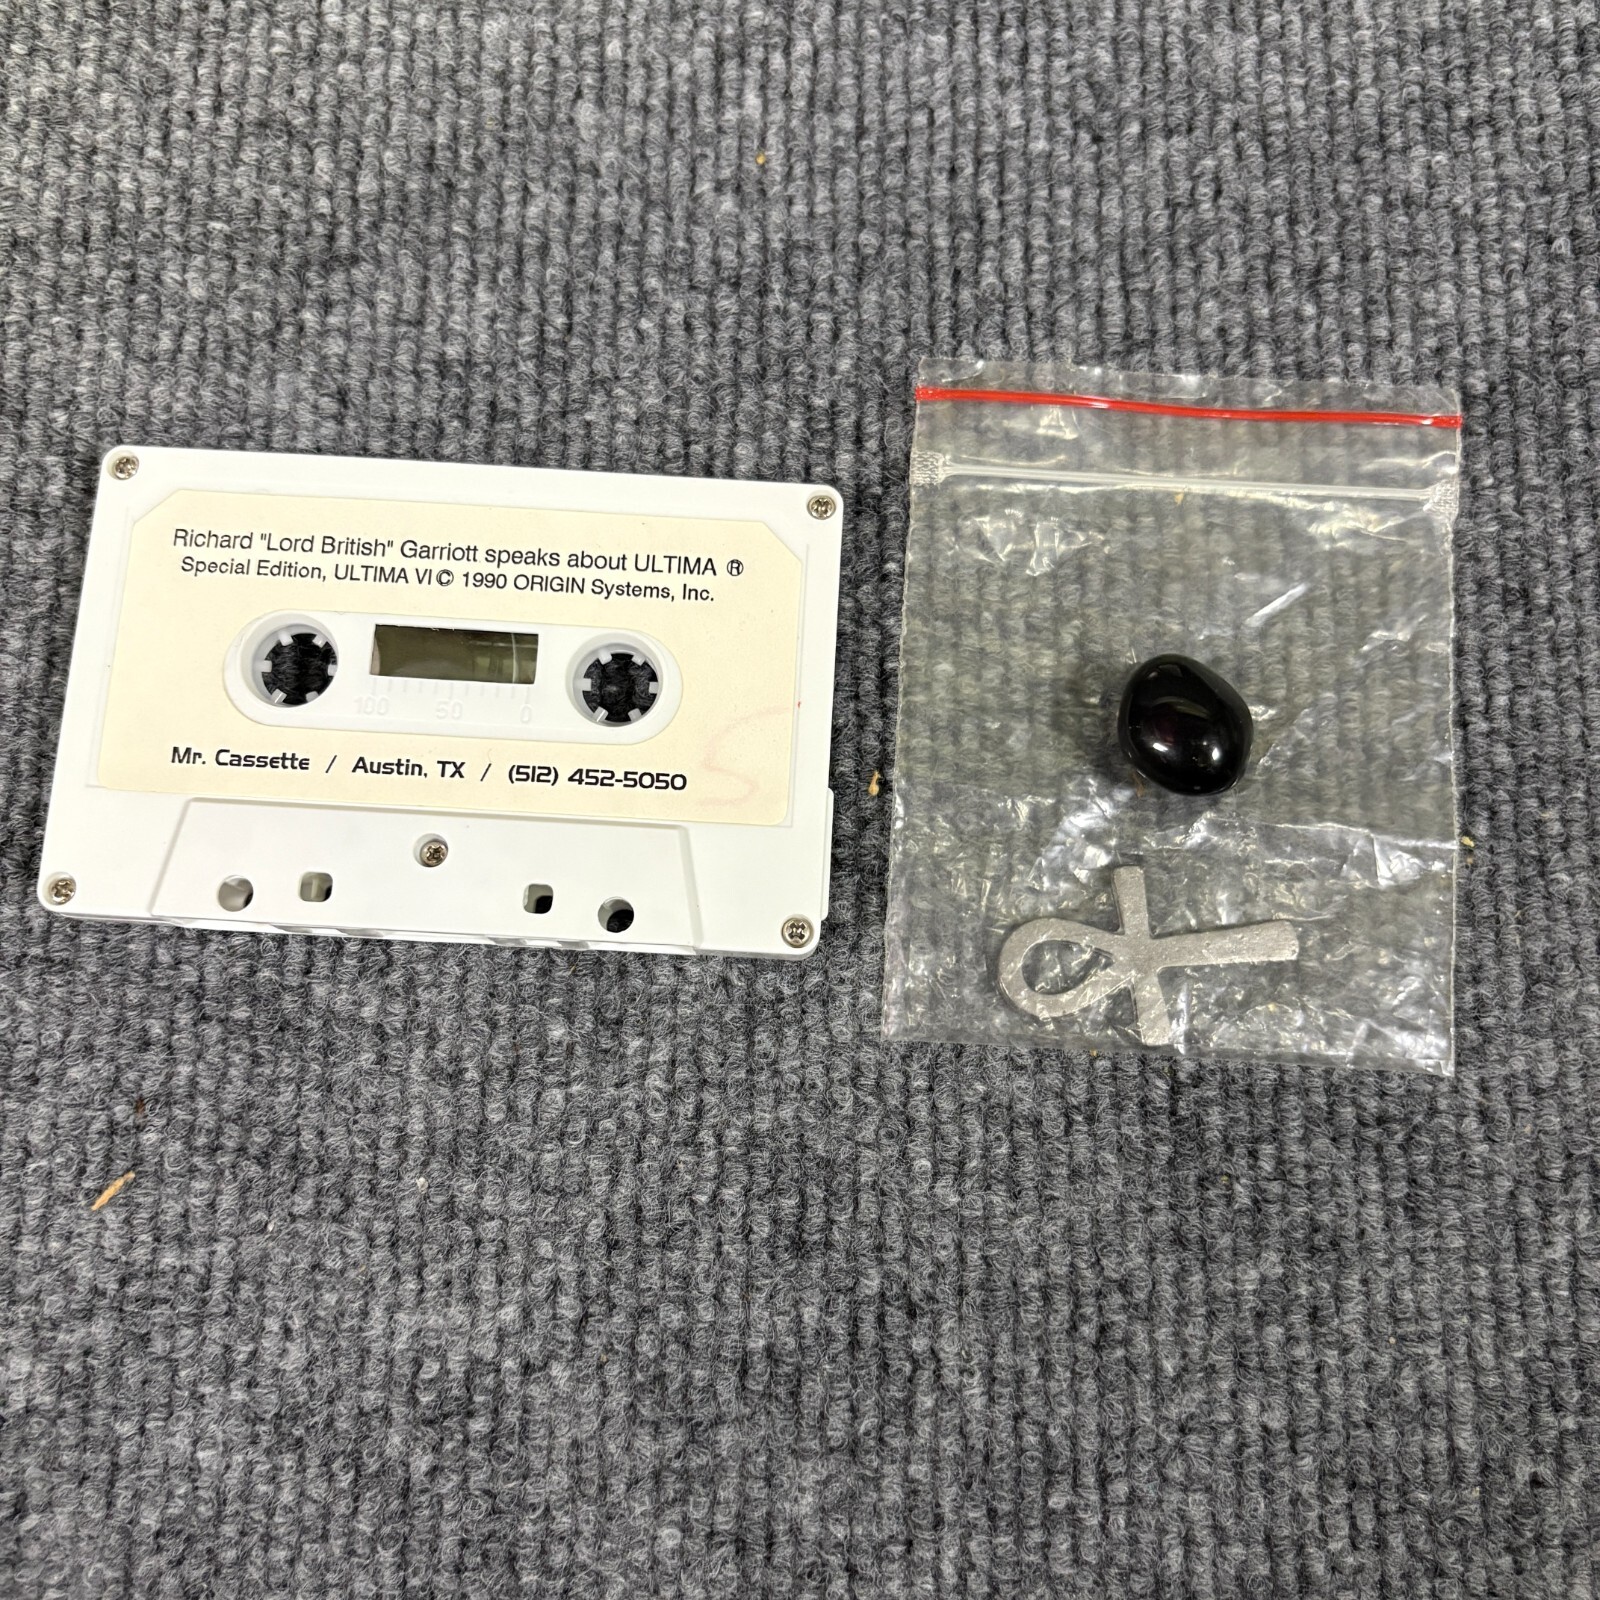 Richard "Lord British" Garriott speaks about ULTIMA ®
Special Edition, ULTIMA VI© 1990 ORIGIN Systems, Inc.
100 50 0
Mr. Cassette / Austin, TX / (512) 452-5050